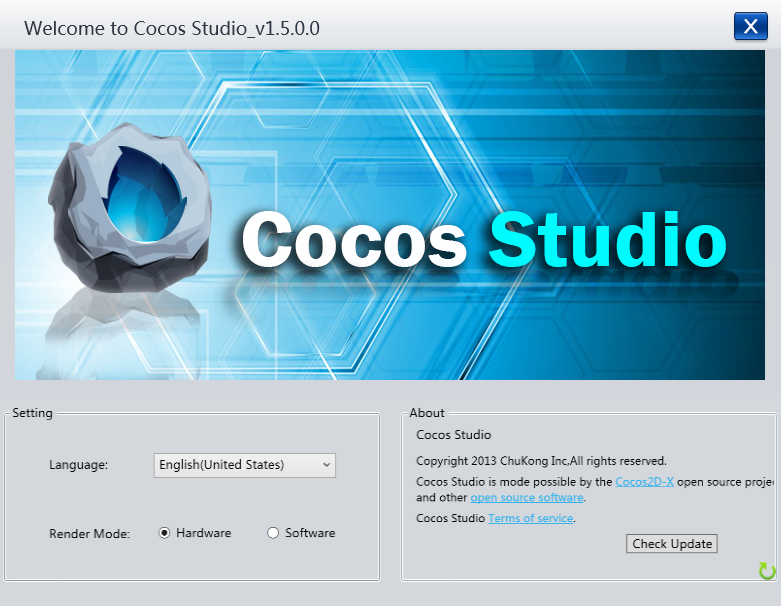 Welcome to Cocos Studio_v1.5.0.0
X
Cocos Studio
Setting
Language:
English(United States)
Render Mode:
Hardware
Software
About
Cocos Studio
Copyright 2013 ChuKong Inc,All rights reserved.
Cocos Studio is mode possible by the Cocos2D-X open source proje
and other open source software.
Cocos Studio Terms of service.
Check Update